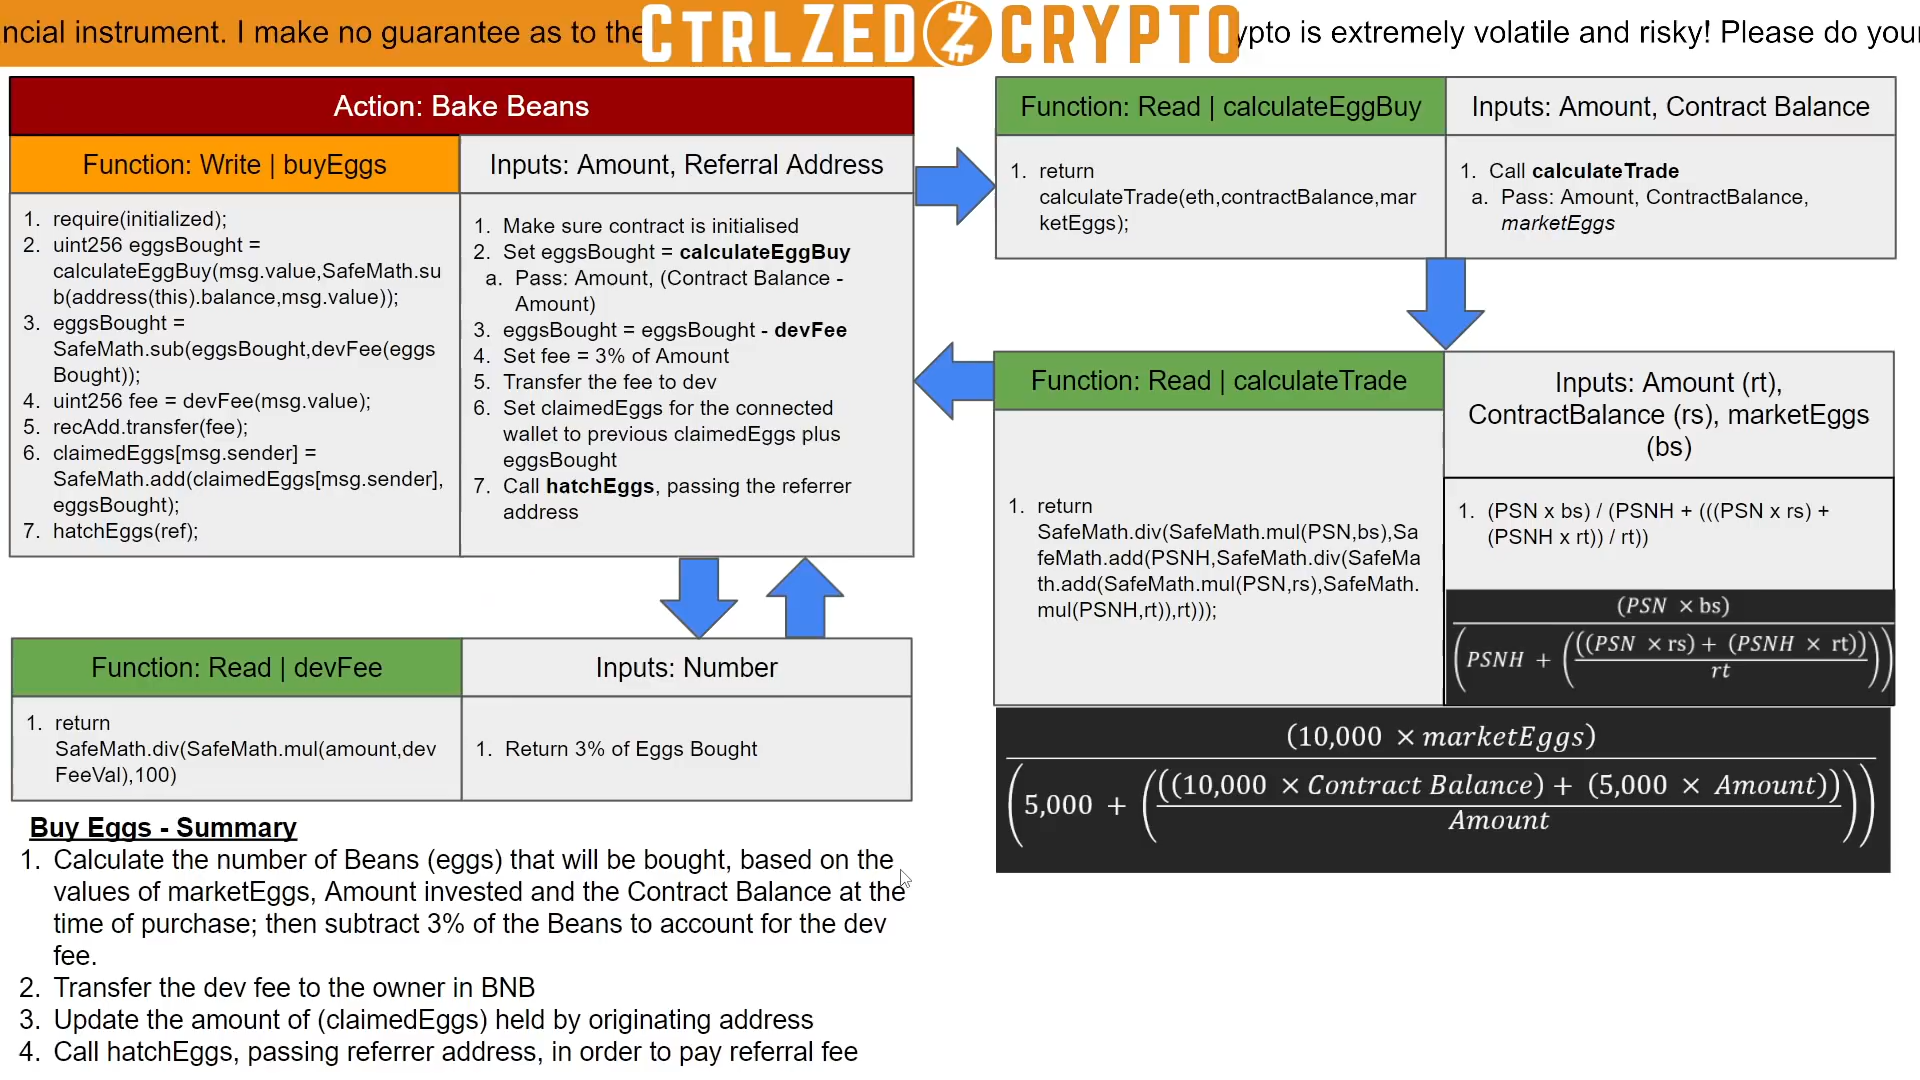 ncial instrument. I make no guarantee as to the
CTRLZED CRYPTO
ypto is extremely volatile and risky! Please do your
Action: Bake Beans
Function: Write | buyEggs
Inputs: Amount, Referral Address
1. require(initialized);
2. uint256 eggsBought =
calculateEggBuy(msg.value,SafeMath.su
b(address(this).balance,msg.value));
3. eggsBought =
SafeMath.sub(eggsBought,devFee(eggs
Bought));
4. uint256 fee = devFee(msg.value);
5. recAdd.transfer(fee);
6. claimedEggs[msg.sender] =
SafeMath.add(claimedEggs[msg.sender],
eggsBought);
7. hatchEggs(ref);
1. Make sure contract is initialised
2. Set eggsBought = calculateEggBuy
a. Pass: Amount, (Contract Balance -
Amount)
3. eggsBought = eggsBought - devFee
4. Set fee = 3% of Amount
5. Transfer the fee to dev
6. Set claimedEggs for the connected
wallet to previous claimedEggs plus
eggsBought
7. Call hatchEggs, passing the referrer
address
Function: Read | calculateEggBuy
Inputs: Amount, Contract Balance
1. return
calculateTrade(eth,contractBalance,mar
ketEggs);
1. Call calculateTrade
a. Pass: Amount, ContractBalance,
marketEggs
Function: Read | calculateTrade
Inputs: Amount (rt),
ContractBalance (rs), marketEggs
(bs)
1. return
SafeMath.div(SafeMath.mul(PSN,bs),Sa
feMath.add(PSNH,SafeMath.div(SafeMa
th.add(SafeMath.mul(PSN,rs),SafeMath.
mul(PSNH,rt)),rt)));
1. (PSN x bs) / (PSNH + (((PSN x rs) +
(PSNH x rt)) / rt))
(PSN × bs)
(PSNH + (((PSN × rs) + (PSNH × rt))
rt))
(10,000 × marketEggs)
(5,000 + (((10,000 × Contract Balance) + (5,000 × Amount))
Amount))
Function: Read | devFee
Inputs: Number
1. return
SafeMath.div(SafeMath.mul(amount,dev
FeeVal),100)
1. Return 3% of Eggs Bought
Buy Eggs - Summary
1. Calculate the number of Beans (eggs) that will be bought, based on the
values of marketEggs, Amount invested and the Contract Balance at the
time of purchase; then subtract 3% of the Beans to account for the dev
fee.
2. Transfer the dev fee to the owner in BNB
3. Update the amount of (claimedEggs) held by originating address
4. Call hatchEggs, passing referrer address, in order to pay referral fee